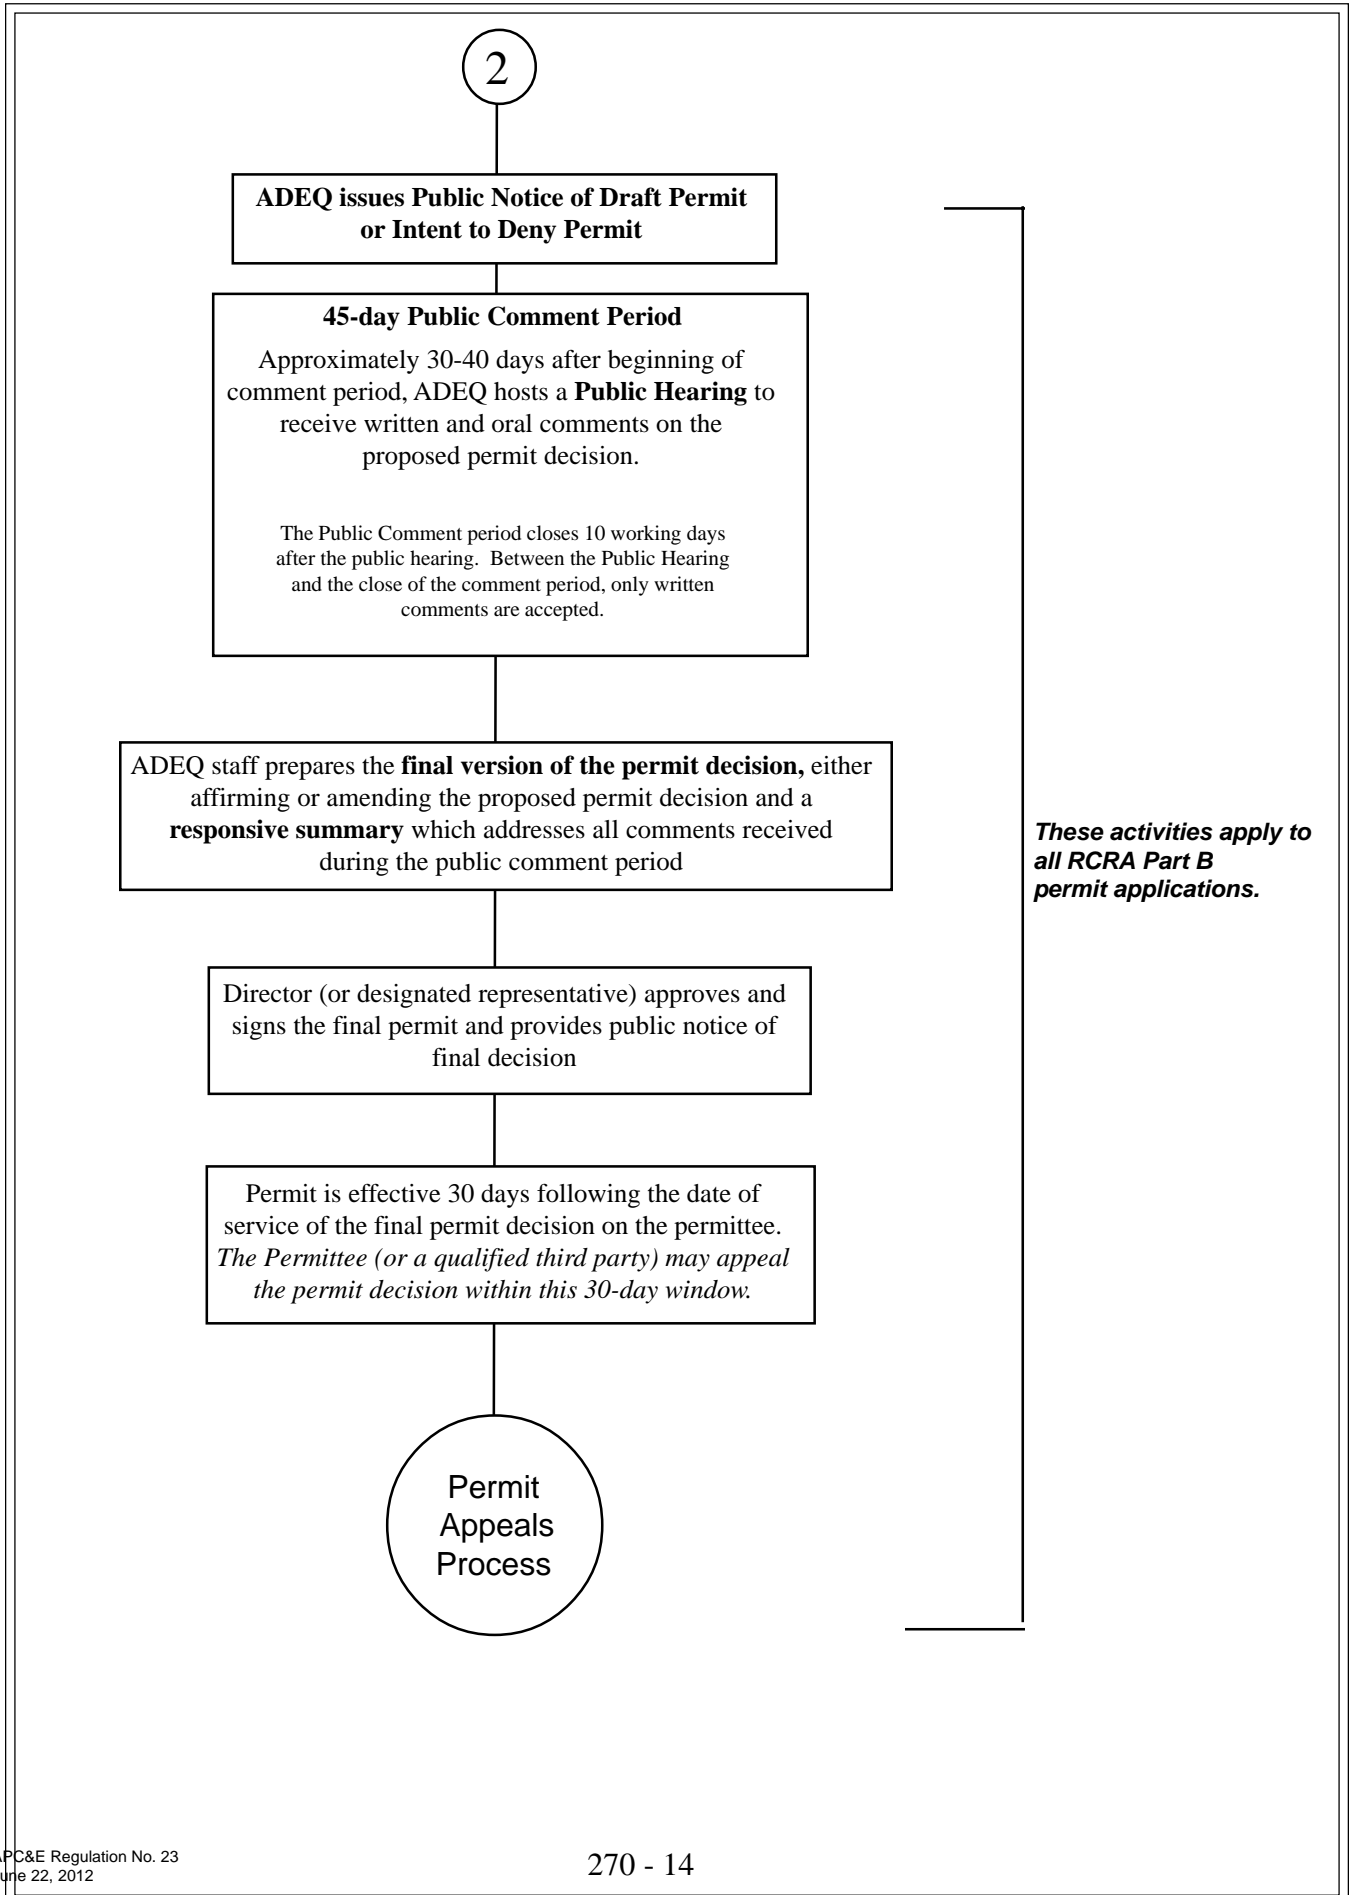 2
ADEQ issues Public Notice of Draft Permit
or Intent to Deny Permit
45-day Public Comment Period
Approximately 30-40 days after beginning of
comment period, ADEQ hosts a Public Hearing to
receive written and oral comments on the
proposed permit decision.
The Public Comment period closes 10 working days
after the public hearing.  Between the Public Hearing
and the close of the comment period, only written
comments are accepted.
ADEQ staff prepares the final version of the permit decision, either
affirming or amending the proposed permit decision and a
responsive summary which addresses all comments received
during the public comment period
These activities apply to
all RCRA Part B
permit applications.
Director (or designated representative) approves and
signs the final permit and provides public notice of
final decision
Permit is effective 30 days following the date of
service of the final permit decision on the permittee.
The Permittee (or a qualified third party) may appeal
the permit decision within this 30-day window.
Permit
Appeals
Process
APC&E Regulation No. 23
June 22, 2012
270 - 14